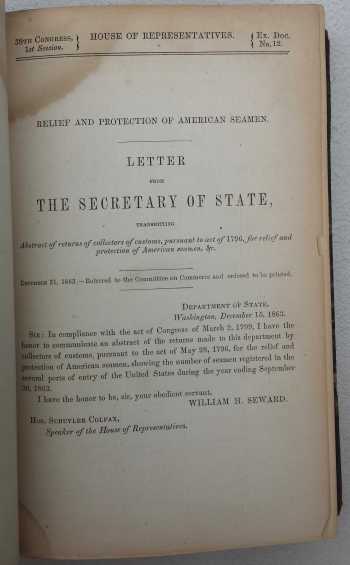 38TH CONGRESS, } HOUSE OF REPRESENTATIVES. { Ex. Doc.
1st Session. } { No. 12.
RELIEF AND PROTECTION OF AMERICAN SEAMEN.
LETTER
FROM
THE SECRETARY OF STATE,
TRANSMITTING
Abstract of returns of collectors of customs, pursuant to act of 1796, for relief and
protection of American seamen, &c.
DECEMBER 21, 1863.—Referred to the Committee on Commerce and ordered to be printed.
DEPARTMENT OF STATE,
Washington, December 15, 1863.
SIR: In compliance with the act of Congress of March 2, 1799, I have the
honor to communicate an abstract of the returns made to this department by
collectors of customs, pursuant to the act of May 28, 1796, for the relief and
protection of American seamen, showing the number of seamen registered in the
several ports of entry of the United States during the year ending September
30, 1863.
I have the honor to be, sir, your obedient servant,
WILLIAM H. SEWARD.
Hon. SCHUYLER COLFAX,
Speaker of the House of Representatives.